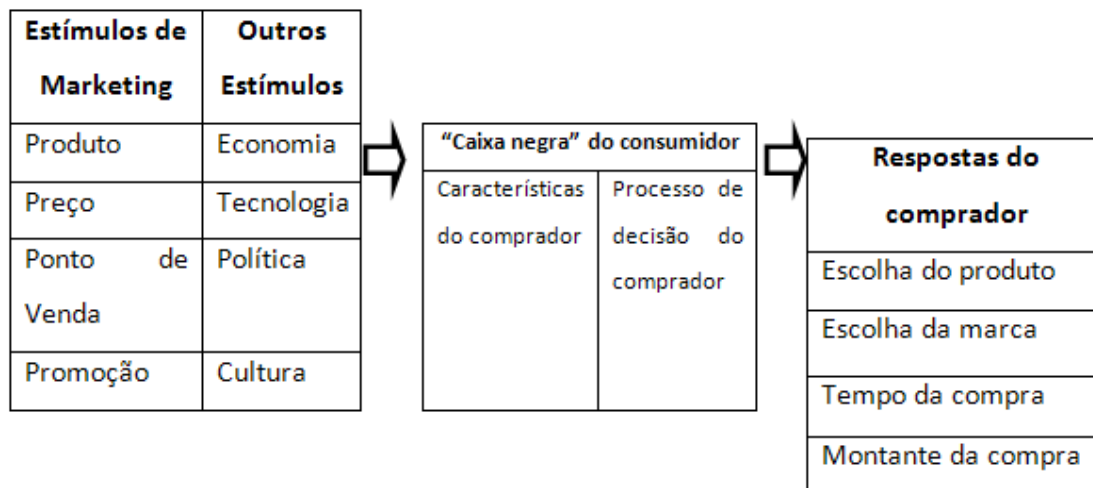 Estímulos de
Marketing
Outros
Estímulos
Produto
Economia
Preço
Tecnologia
Ponto de
Venda
Política
Promoção
Cultura
“Caixa negra” do consumidor
Características
do comprador
Processo de
decisão do
comprador
Respostas do
comprador
Escolha do produto
Escolha da marca
Tempo da compra
Montante da compra